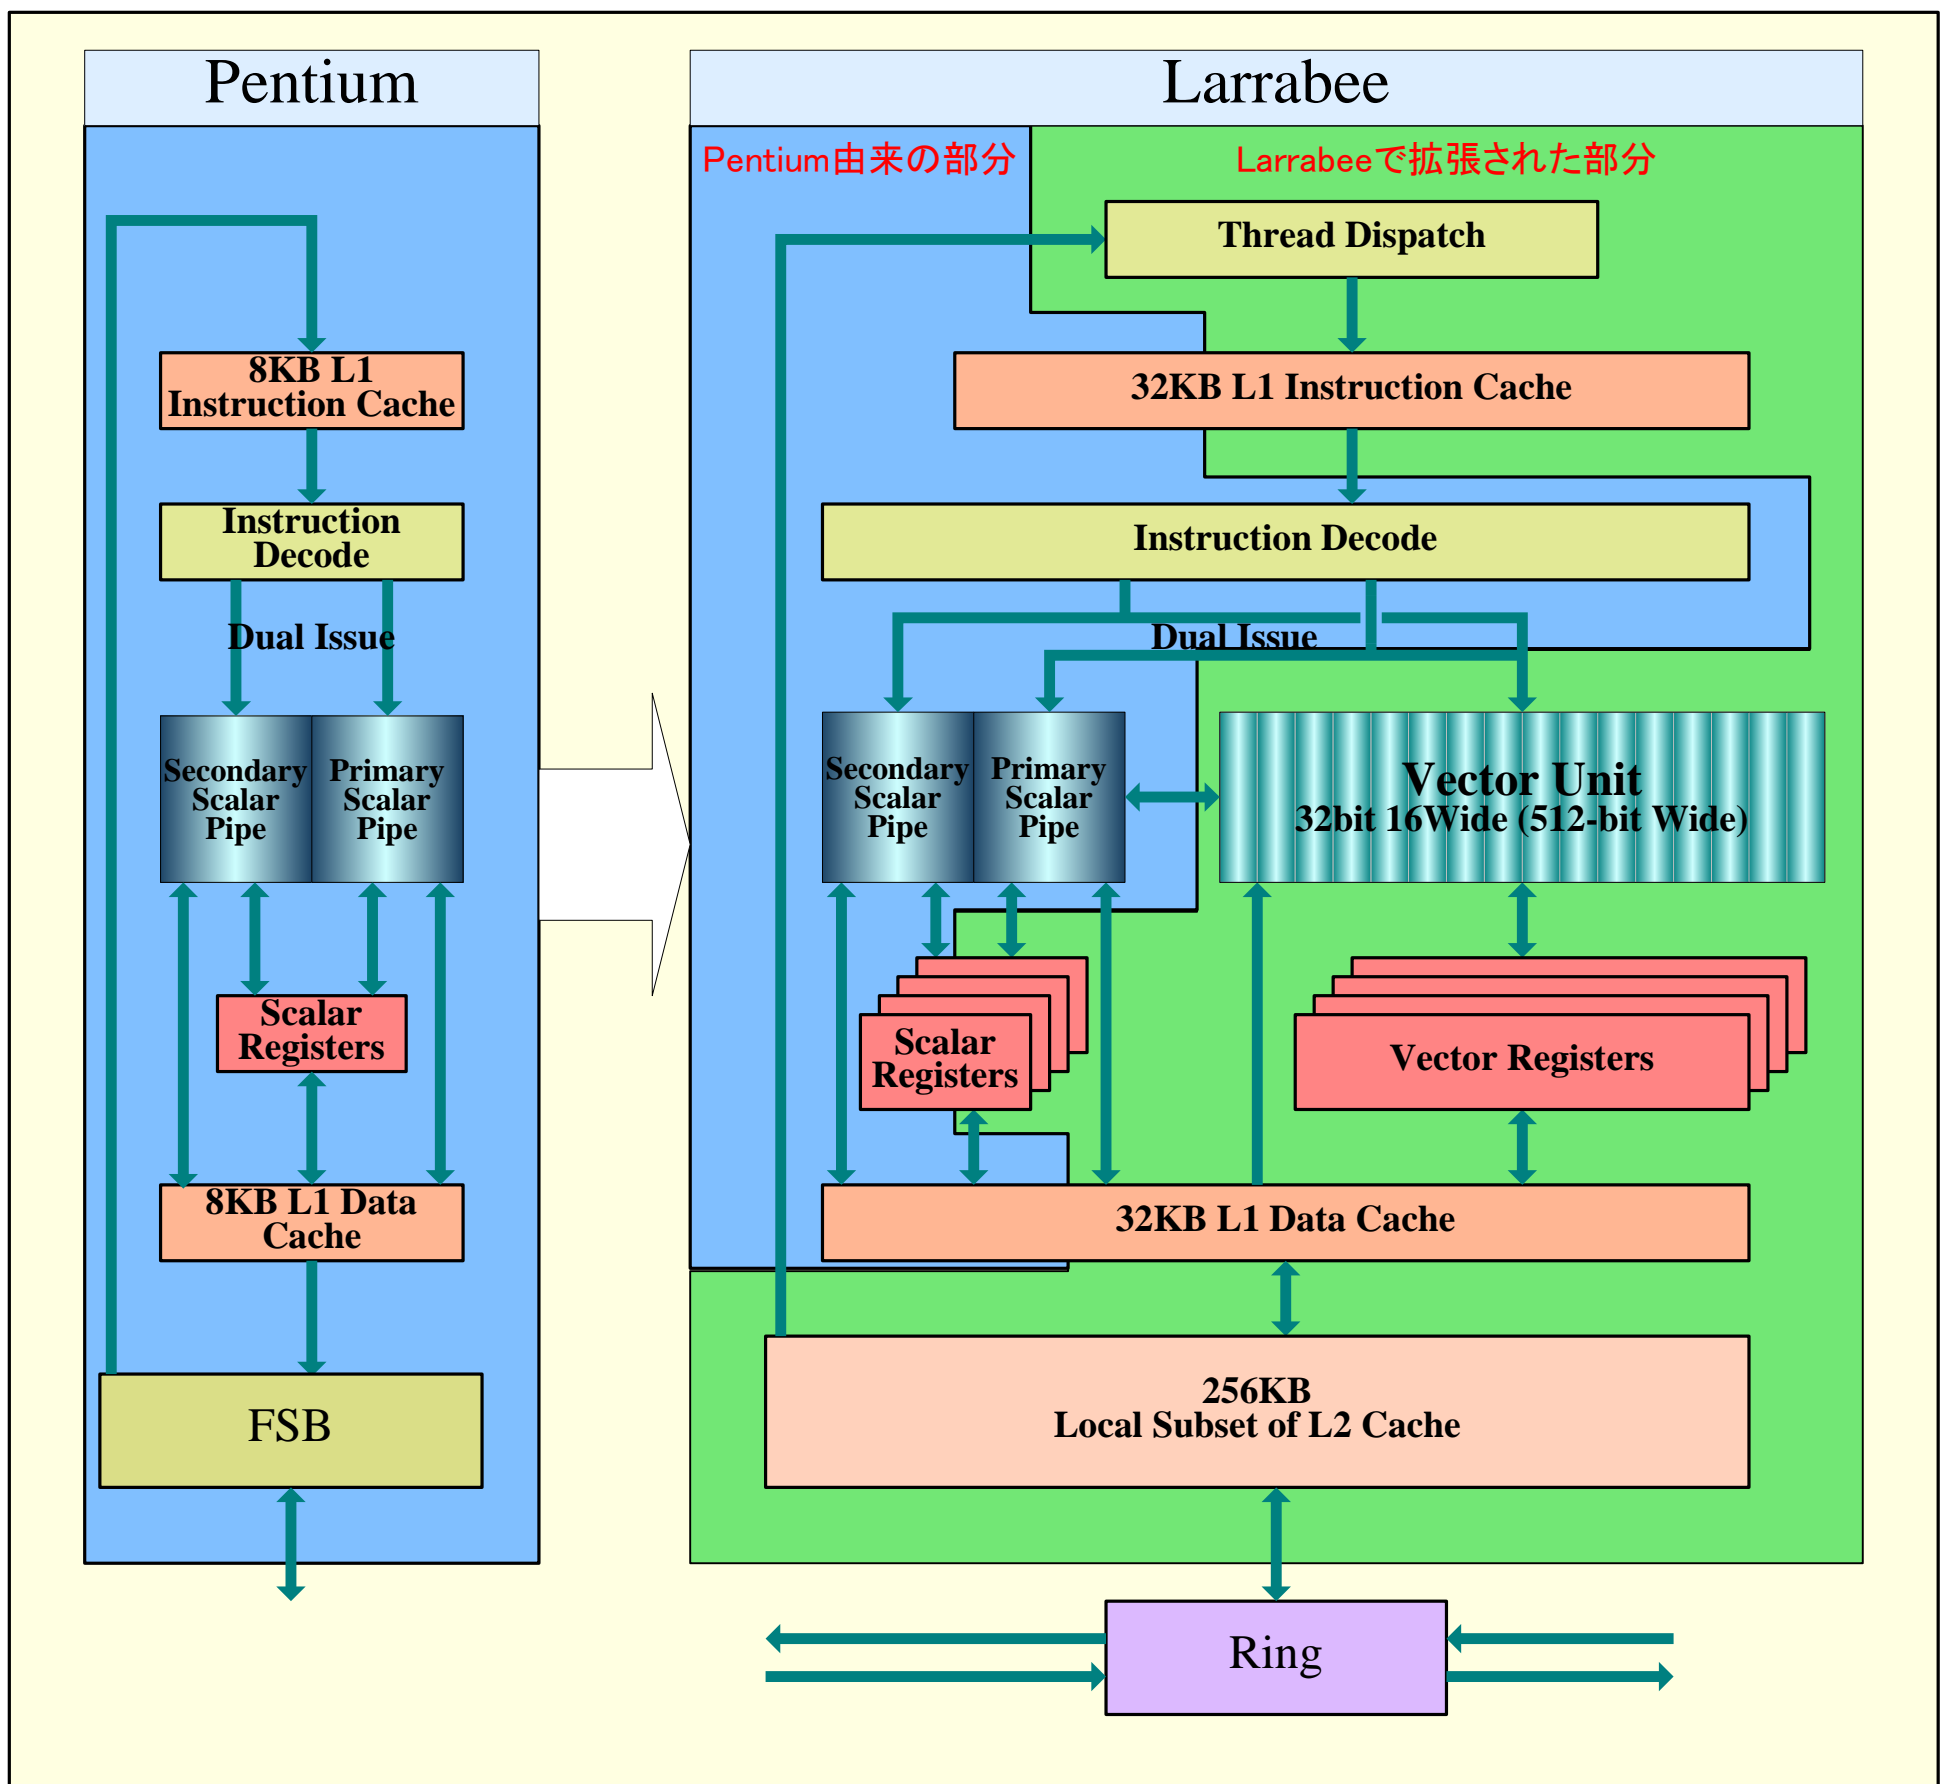 Pentium
8KB L1
Instruction Cache
Instruction
Decode
Dual Issue
Secondary
Scalar
Pipe
Primary
Scalar
Pipe
Scalar
Registers
8KB L1 Data
Cache
FSB
Larrabee
Pentium由来の部分
Larrabeeで拡張された部分
Thread Dispatch
32KB L1 Instruction Cache
Instruction Decode
Dual Issue
Secondary
Scalar
Pipe
Primary
Scalar
Pipe
Vector Unit
32bit 16Wide (512-bit Wide)
Scalar
Registers
Vector Registers
32KB L1 Data Cache
256KB
Local Subset of L2 Cache
Ring